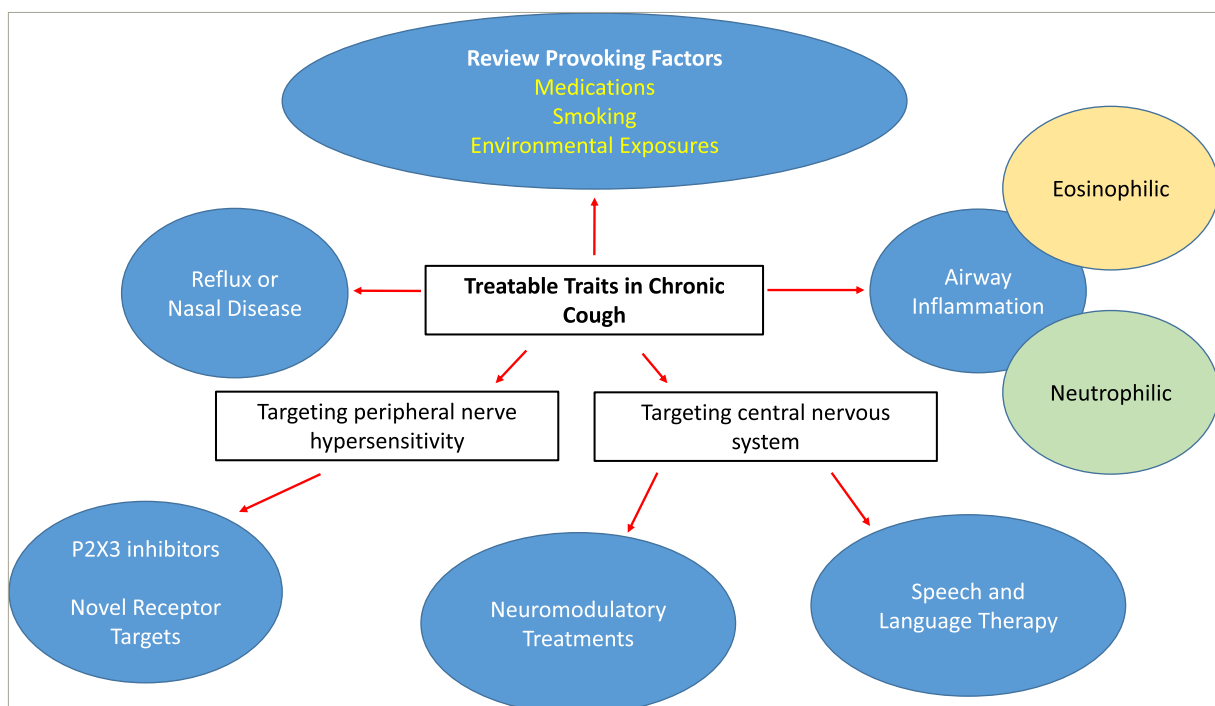 Review Provoking Factors
Medications
Smoking
Environmental Exposures
Eosinophilic
Reflux or
Nasal Disease
Treatable Traits in Chronic
Cough
Airway
Inflammation
Neutrophilic
Targeting peripheral nerve
hypersensitivity
Targeting central nervous
system
P2X3 inhibitors
Novel Receptor
Targets
Neuromodulatory
Treatments
Speech and
Language Therapy